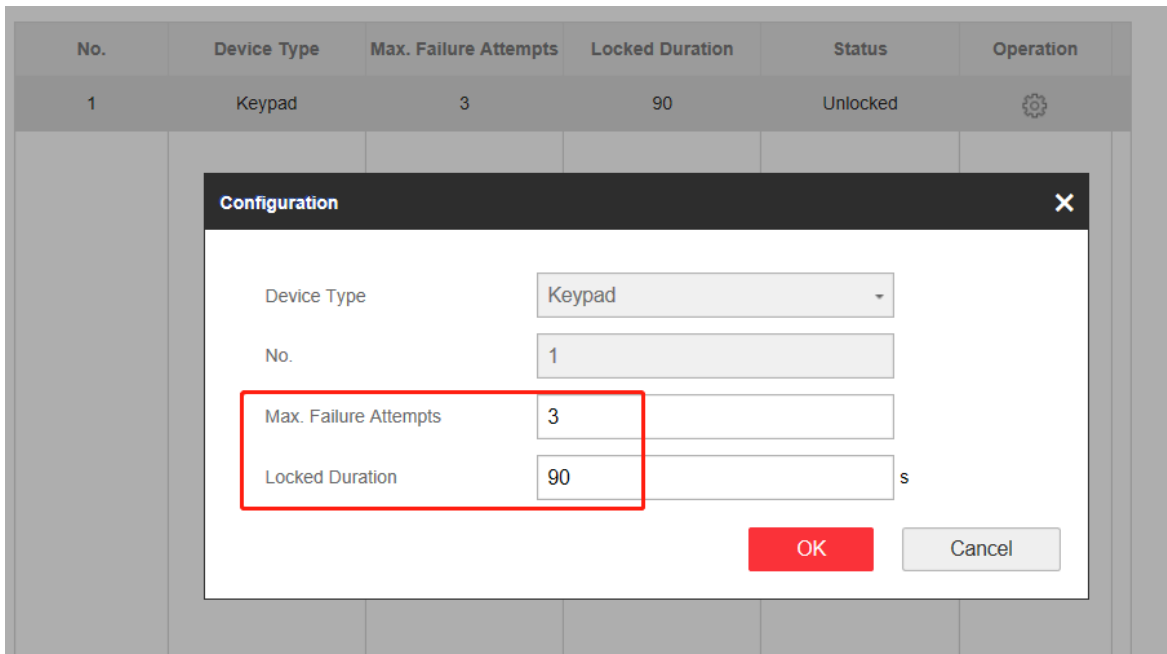 No. Device Type Max. Failure Attempts Locked Duration Status Operation
1 Keypad 3 90 Unlocked
Configuration
Device Type Keypad
No. 1
Max. Failure Attempts 3
Locked Duration 90 s
OK Cancel